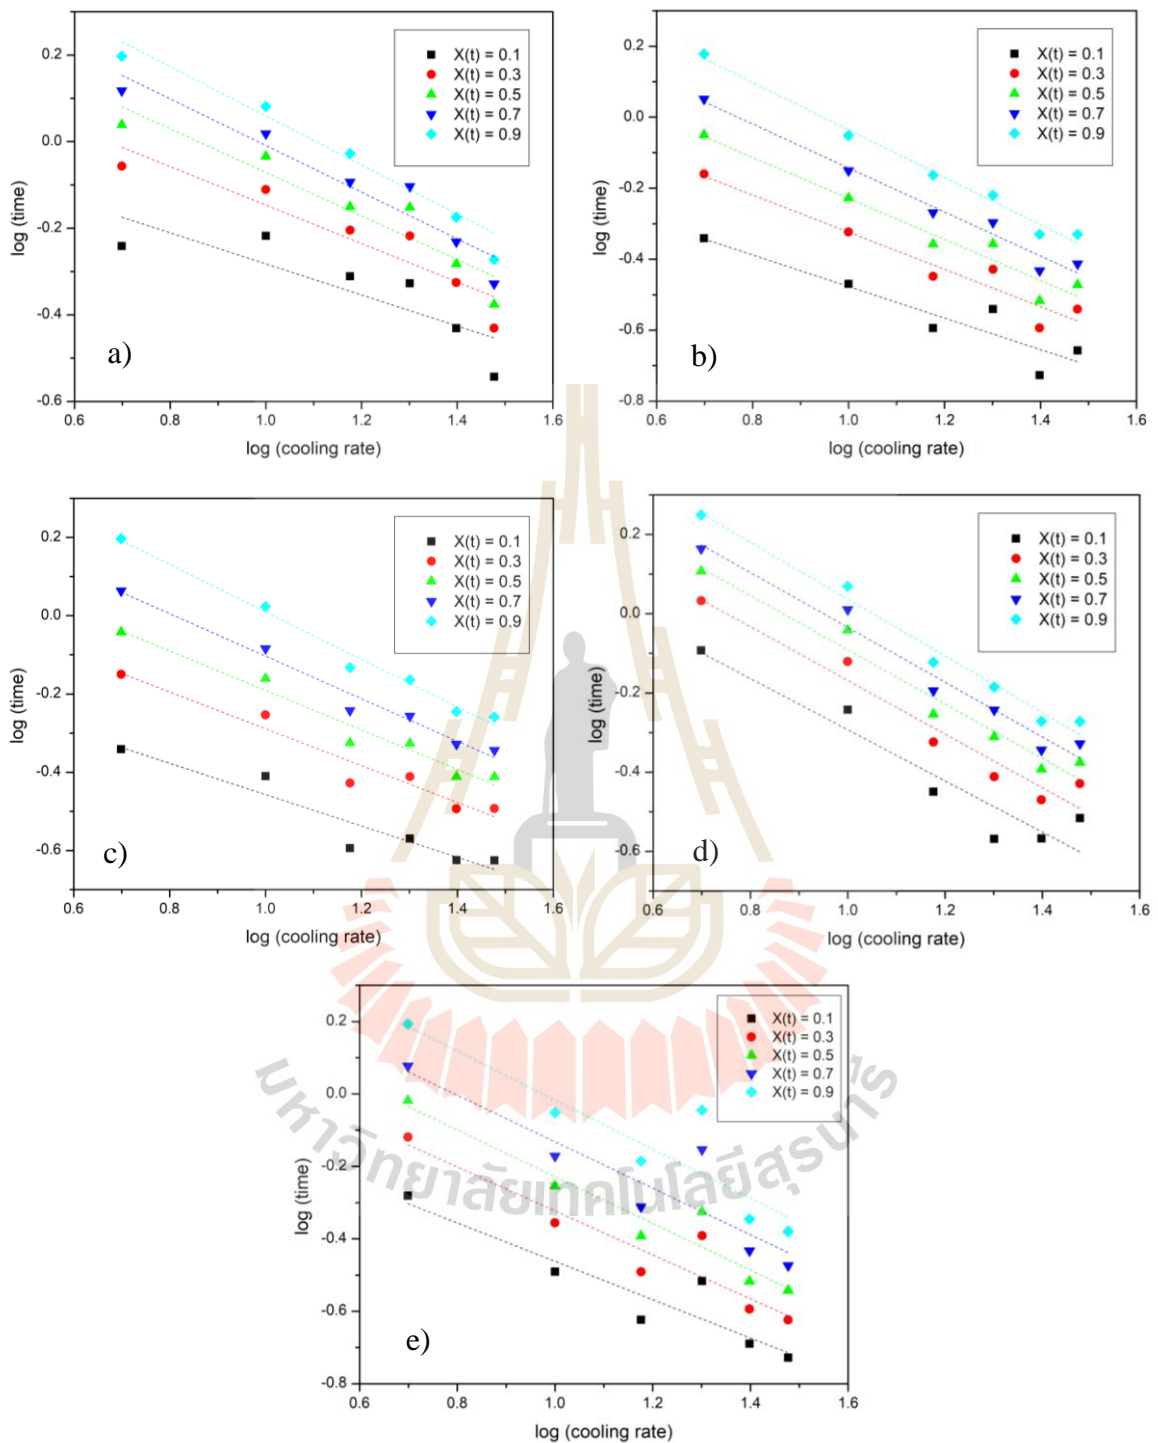 X(t) = 0.1
X(t) = 0.3
X(t) = 0.5
X(t) = 0.7
X(t) = 0.9
0.2
0.0
-0.2
-0.4
-0.6
log (time)
a)
0.6
0.8
1.0
1.2
1.4
1.6
log (cooling rate)
X(t) = 0.1
X(t) = 0.3
X(t) = 0.5
X(t) = 0.7
X(t) = 0.9
0.2
0.0
-0.2
-0.4
-0.6
-0.8
log (time)
b)
0.6
0.8
1.0
1.2
1.4
1.6
log (cooling rate)
X(t) = 0.1
X(t) = 0.3
X(t) = 0.5
X(t) = 0.7
X(t) = 0.9
0.2
0.0
-0.2
-0.4
-0.6
log (time)
c)
0.6
0.8
1.0
1.2
1.4
1.6
log (cooling rate)
X(t) = 0.1
X(t) = 0.3
X(t) = 0.5
X(t) = 0.7
X(t) = 0.9
0.2
0.0
-0.2
-0.4
-0.6
log (time)
d)
0.6
0.8
1.0
1.2
1.4
1.6
log (cooling rate)
X(t) = 0.1
X(t) = 0.3
X(t) = 0.5
X(t) = 0.7
X(t) = 0.9
0.2
0.0
-0.2
-0.4
-0.6
-0.8
log (time)
e)
0.6
0.8
1.0
1.2
1.4
1.6
log (cooling rate)
มหาวิทยาลัยเทคโนโลยีสุรนารี